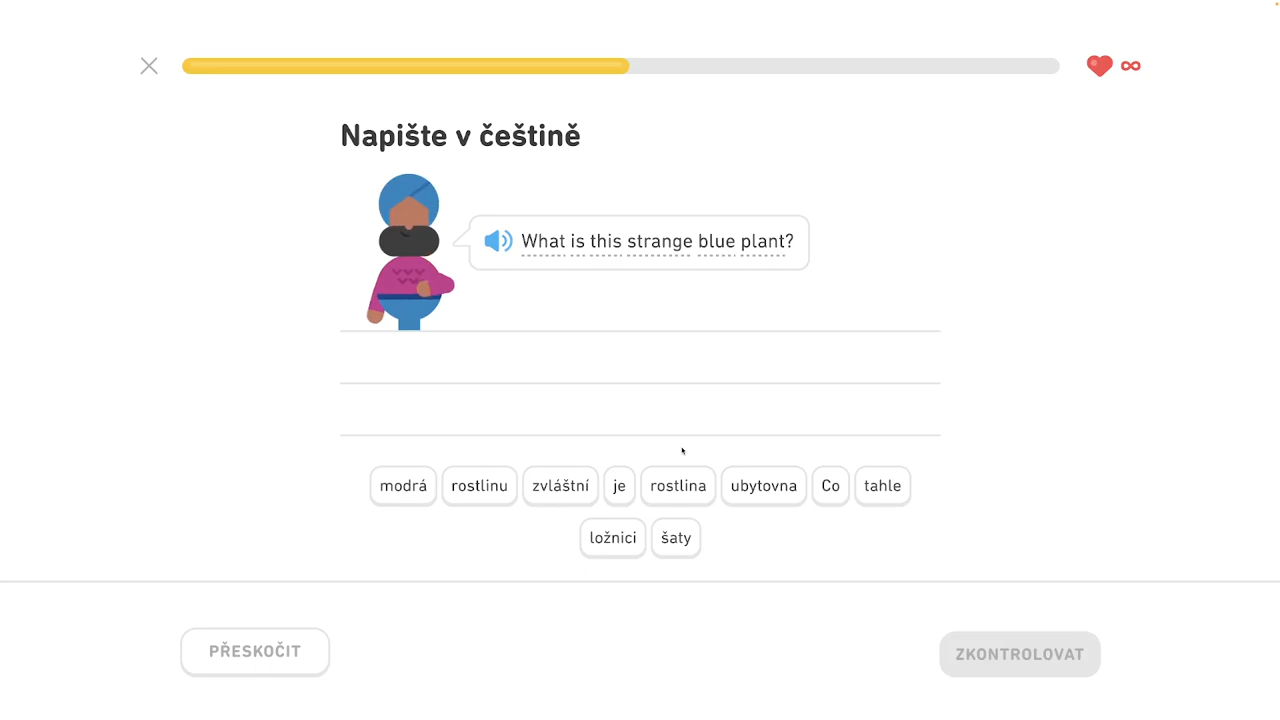 Napište v češtině
What is this strange blue plant?
modrá rostlinu zvláštní je rostlina ubytovna Co tahle
ložnici šaty
PŘESKOČIT ZKONTROLOVAT